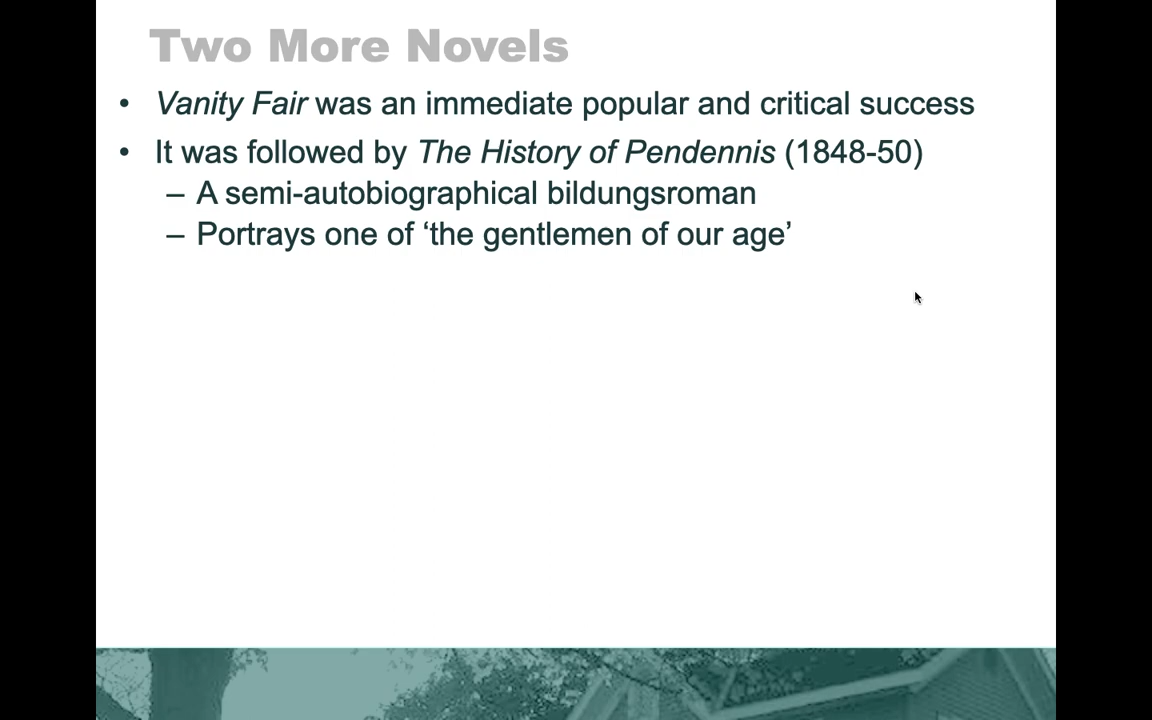 Two More Novels
• Vanity Fair was an immediate popular and critical success
• It was followed by The History of Pendennis (1848-50)
– A semi-autobiographical bildungsroman
– Portrays one of ‘the gentlemen of our age’